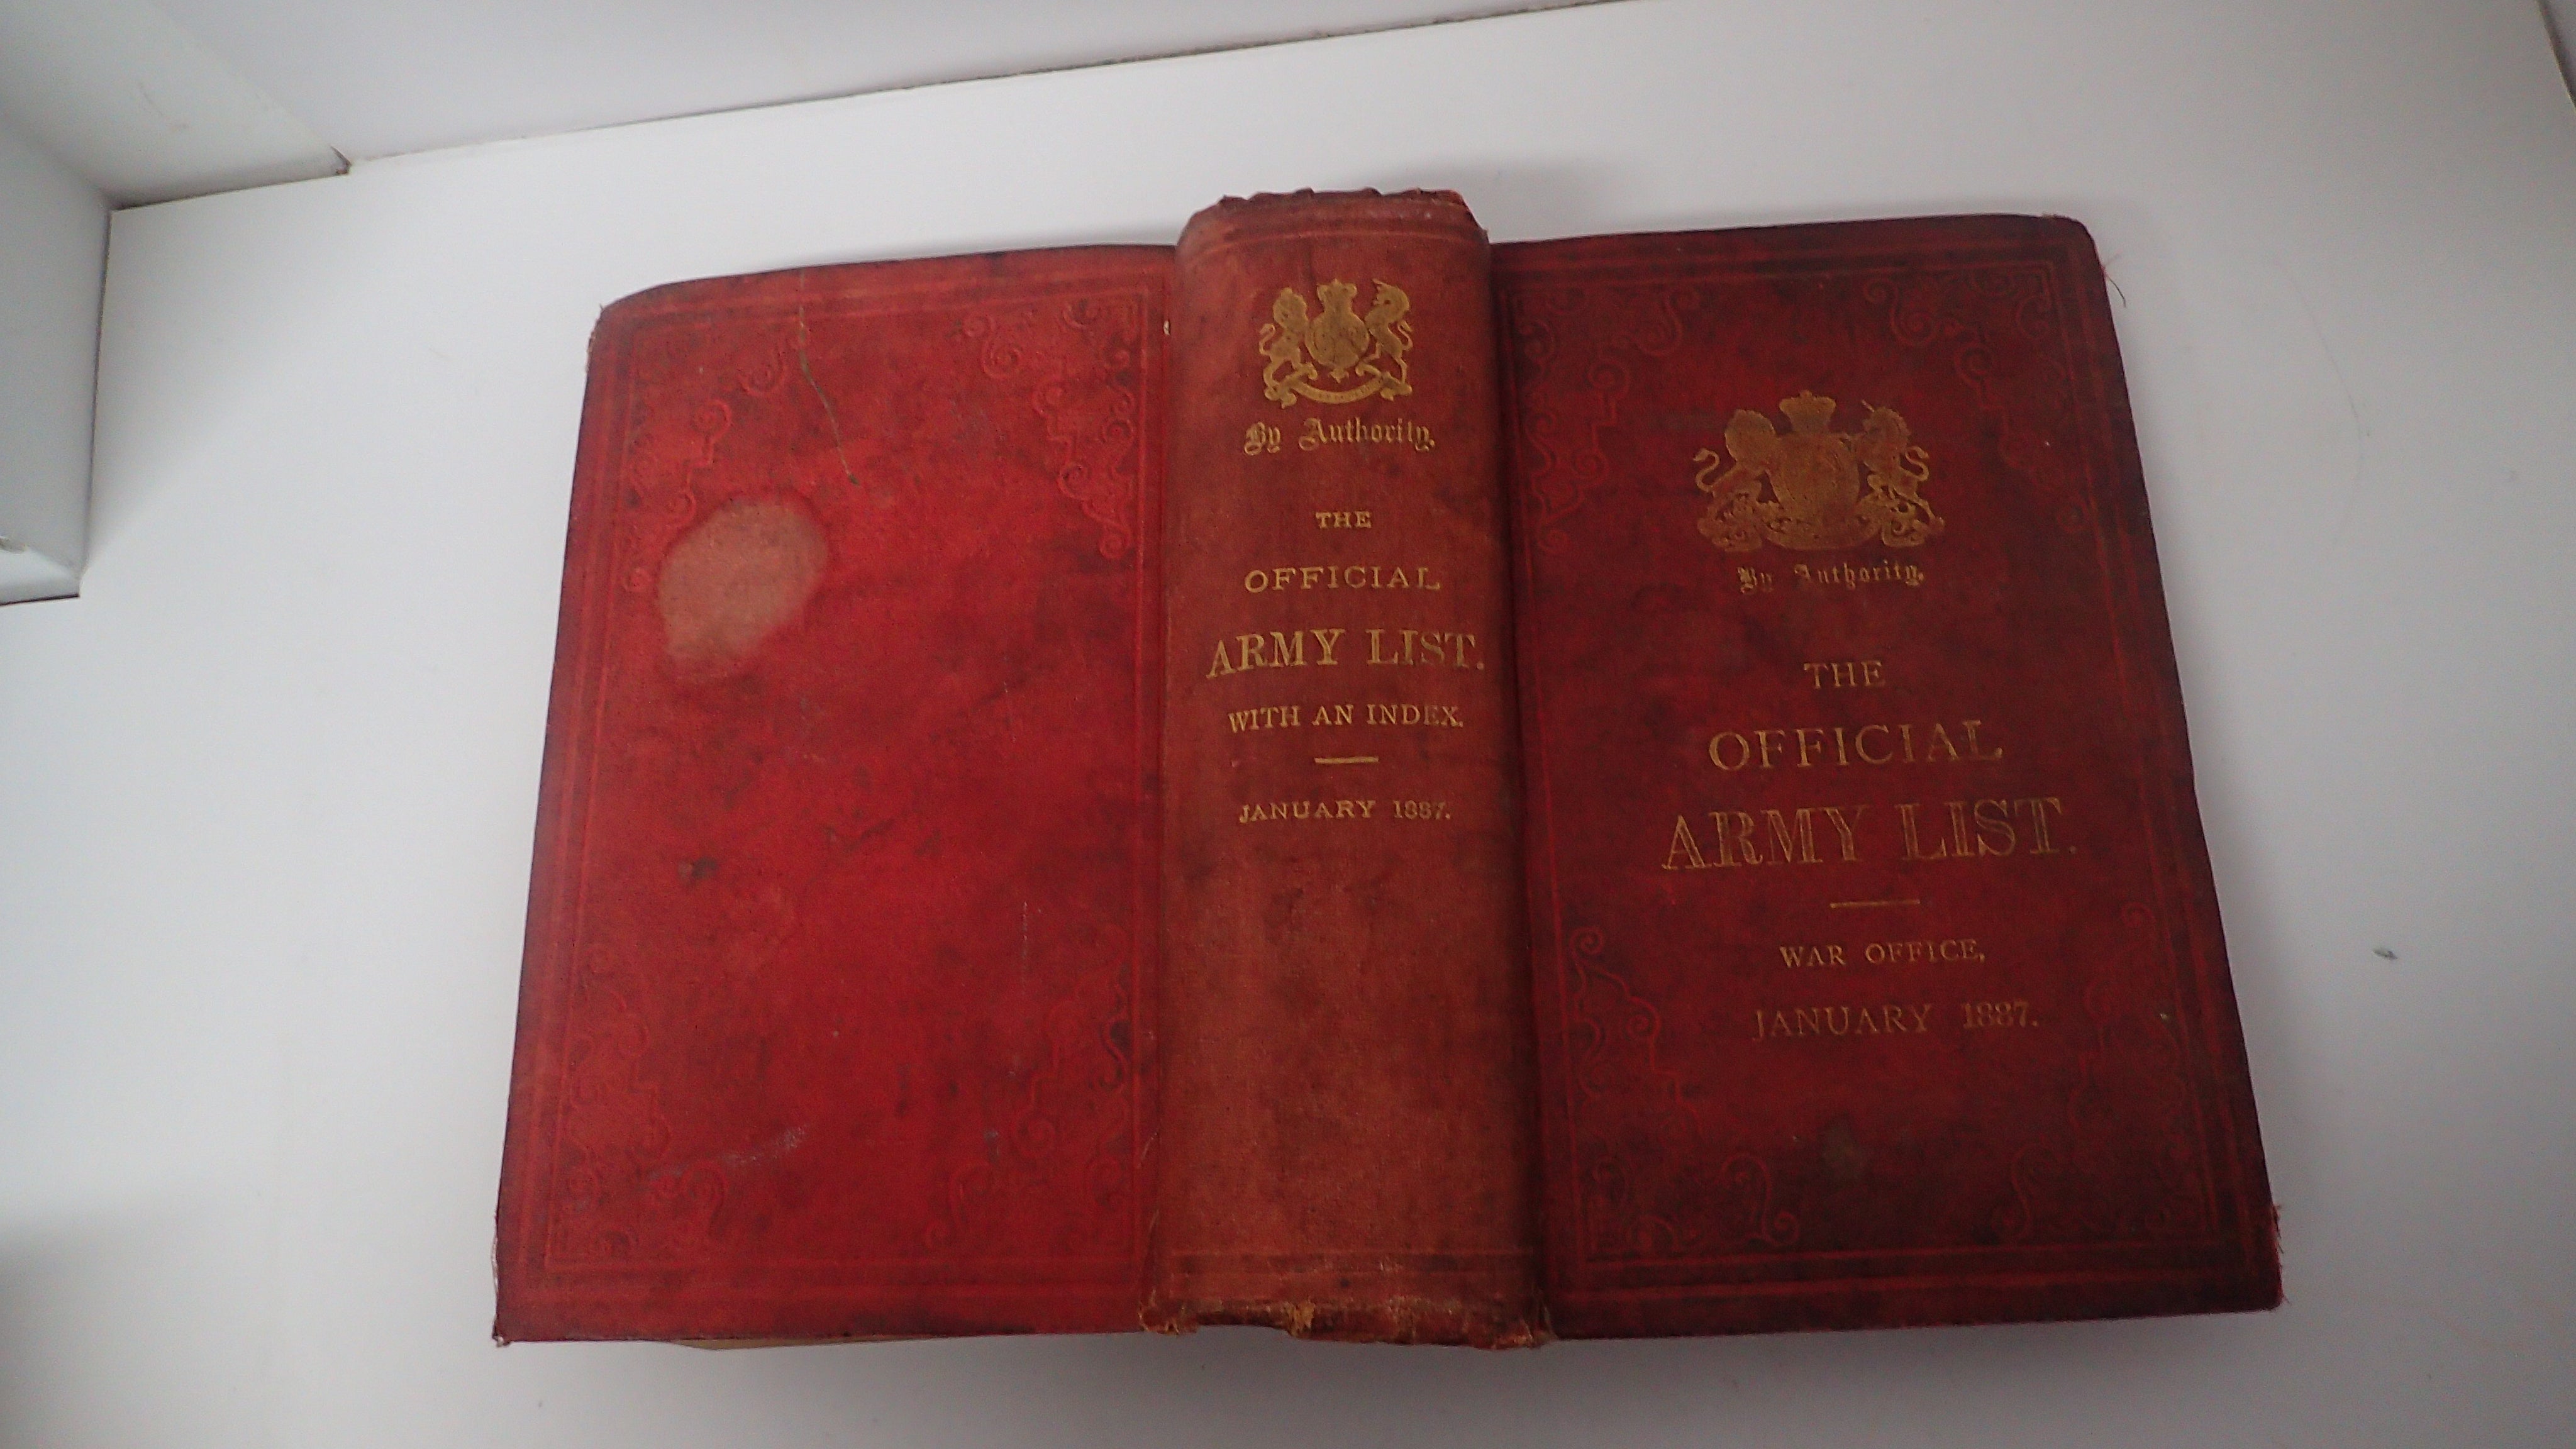 By Authority.
THE
OFFICIAL
ARMY LIST.
WITH AN INDEX.
JANUARY 1887.
By Authority.
THE
OFFICIAL
ARMY LIST.
WAR OFFICE,
JANUARY 1887.